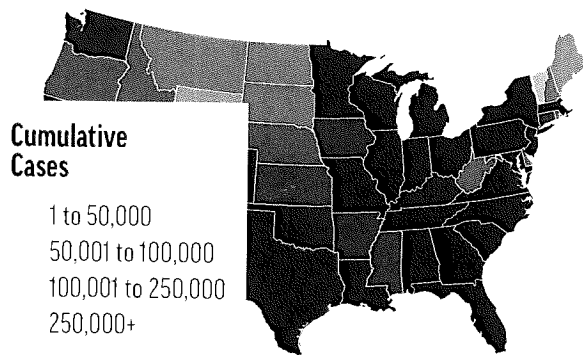 Cumulative
Cases
1 to 50,000
50,001 to 100,000
100,001 to 250,000
250,000+